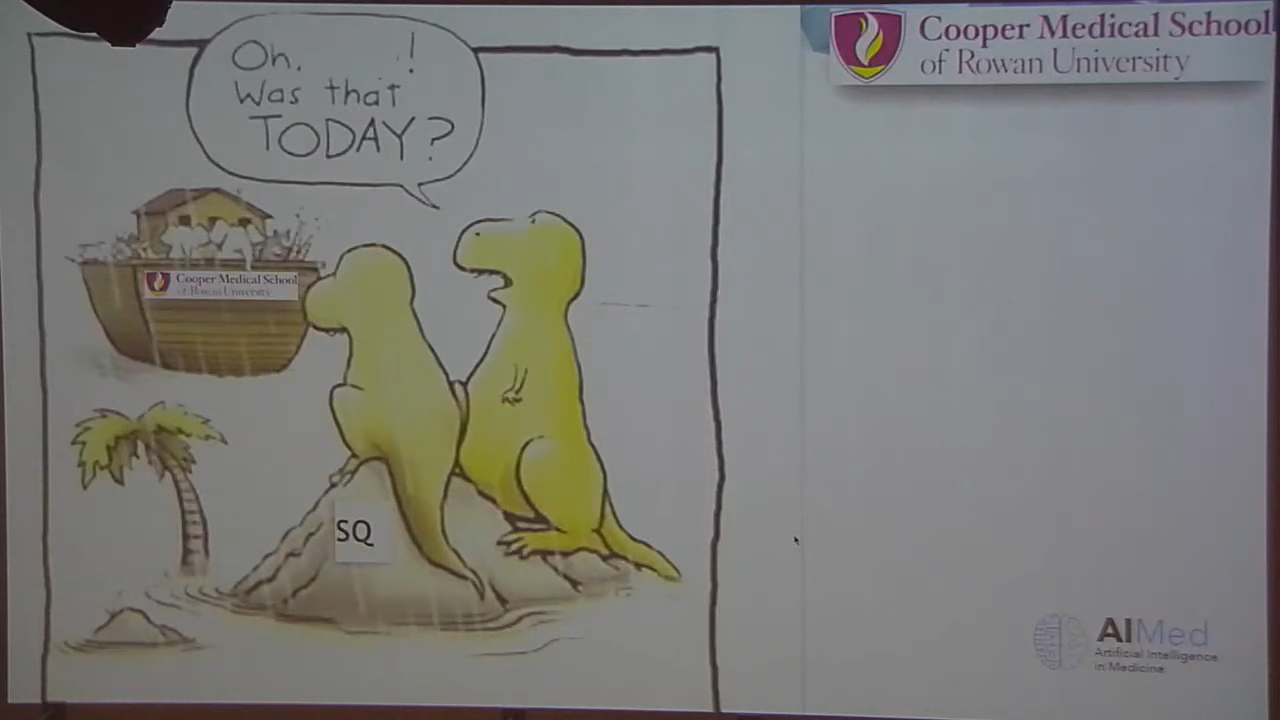 Oh. !
Was that
TODAY?
Cooper Medical School
of Rowan University
Cooper Medical School
of Rowan University
SQ
AIMed
Artificial Intelligence
in Medicine